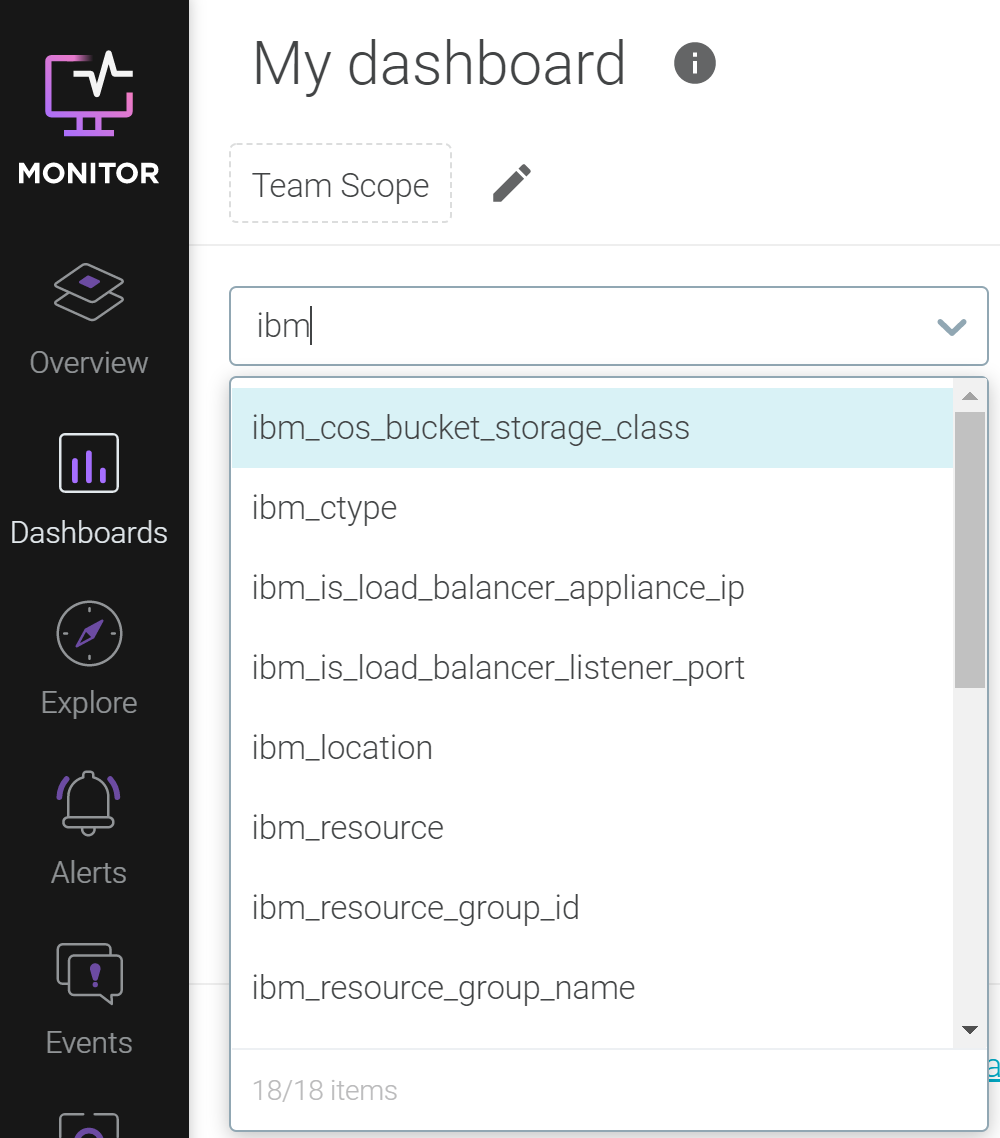 MONITOR
Overview
Dashboards
Explore
Alerts
Events
My dashboard
Team Scope
ibm
ibm_cos_bucket_storage_class
ibm_ctype
ibm_is_load_balancer_appliance_ip
ibm_is_load_balancer_listener_port
ibm_location
ibm_resource
ibm_resource_group_id
ibm_resource_group_name
18/18 items